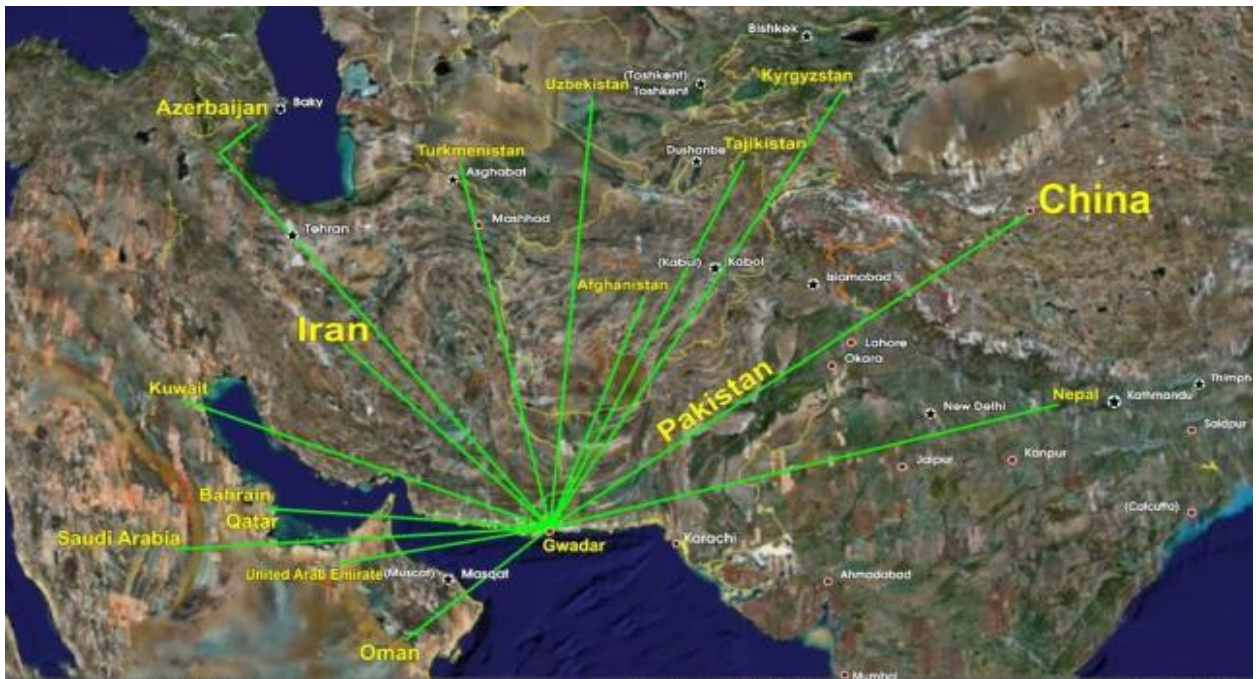 Bishkek
Kyrgyzstan
(Toshkent)
Toshkent
Uzbekistan
Azerbaijan
Baky
Turkmenistan
Tajikistan
Dushanbe
Asghabat
China
Mashhad
Tehran
(Kabul)
Kabol
Islamabad
Afghanistan
Iran
Lahore
Okara
Kuwait
Pakistan
Nepal
Kathmandu
Thimph
New Delhi
Saidpur
Jaipur
Kanpur
Bahrain
Qatar
(Calcutta)
Saudi Arabia
Gwadar
Karachi
United Arab Emirate
(Muscat)
Masqat
Ahmadabad
Oman
Mumbai